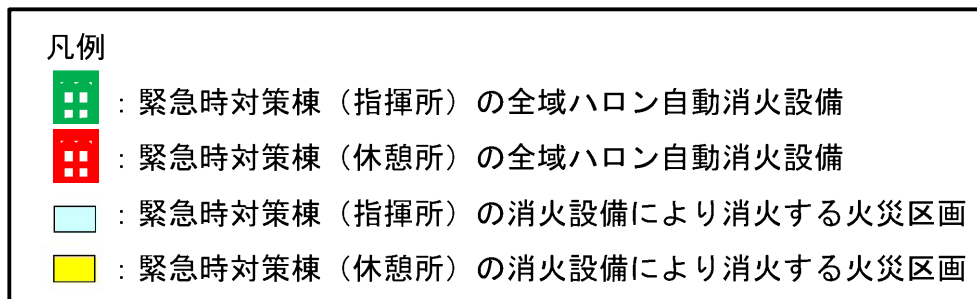 凡例
：緊急時対策棟（指揮所）の全域ハロン自動消火設備
：緊急時対策棟（休憩所）の全域ハロン自動消火設備
：緊急時対策棟（指揮所）の消火設備により消火する火災区画
：緊急時対策棟（休憩所）の消火設備により消火する火災区画